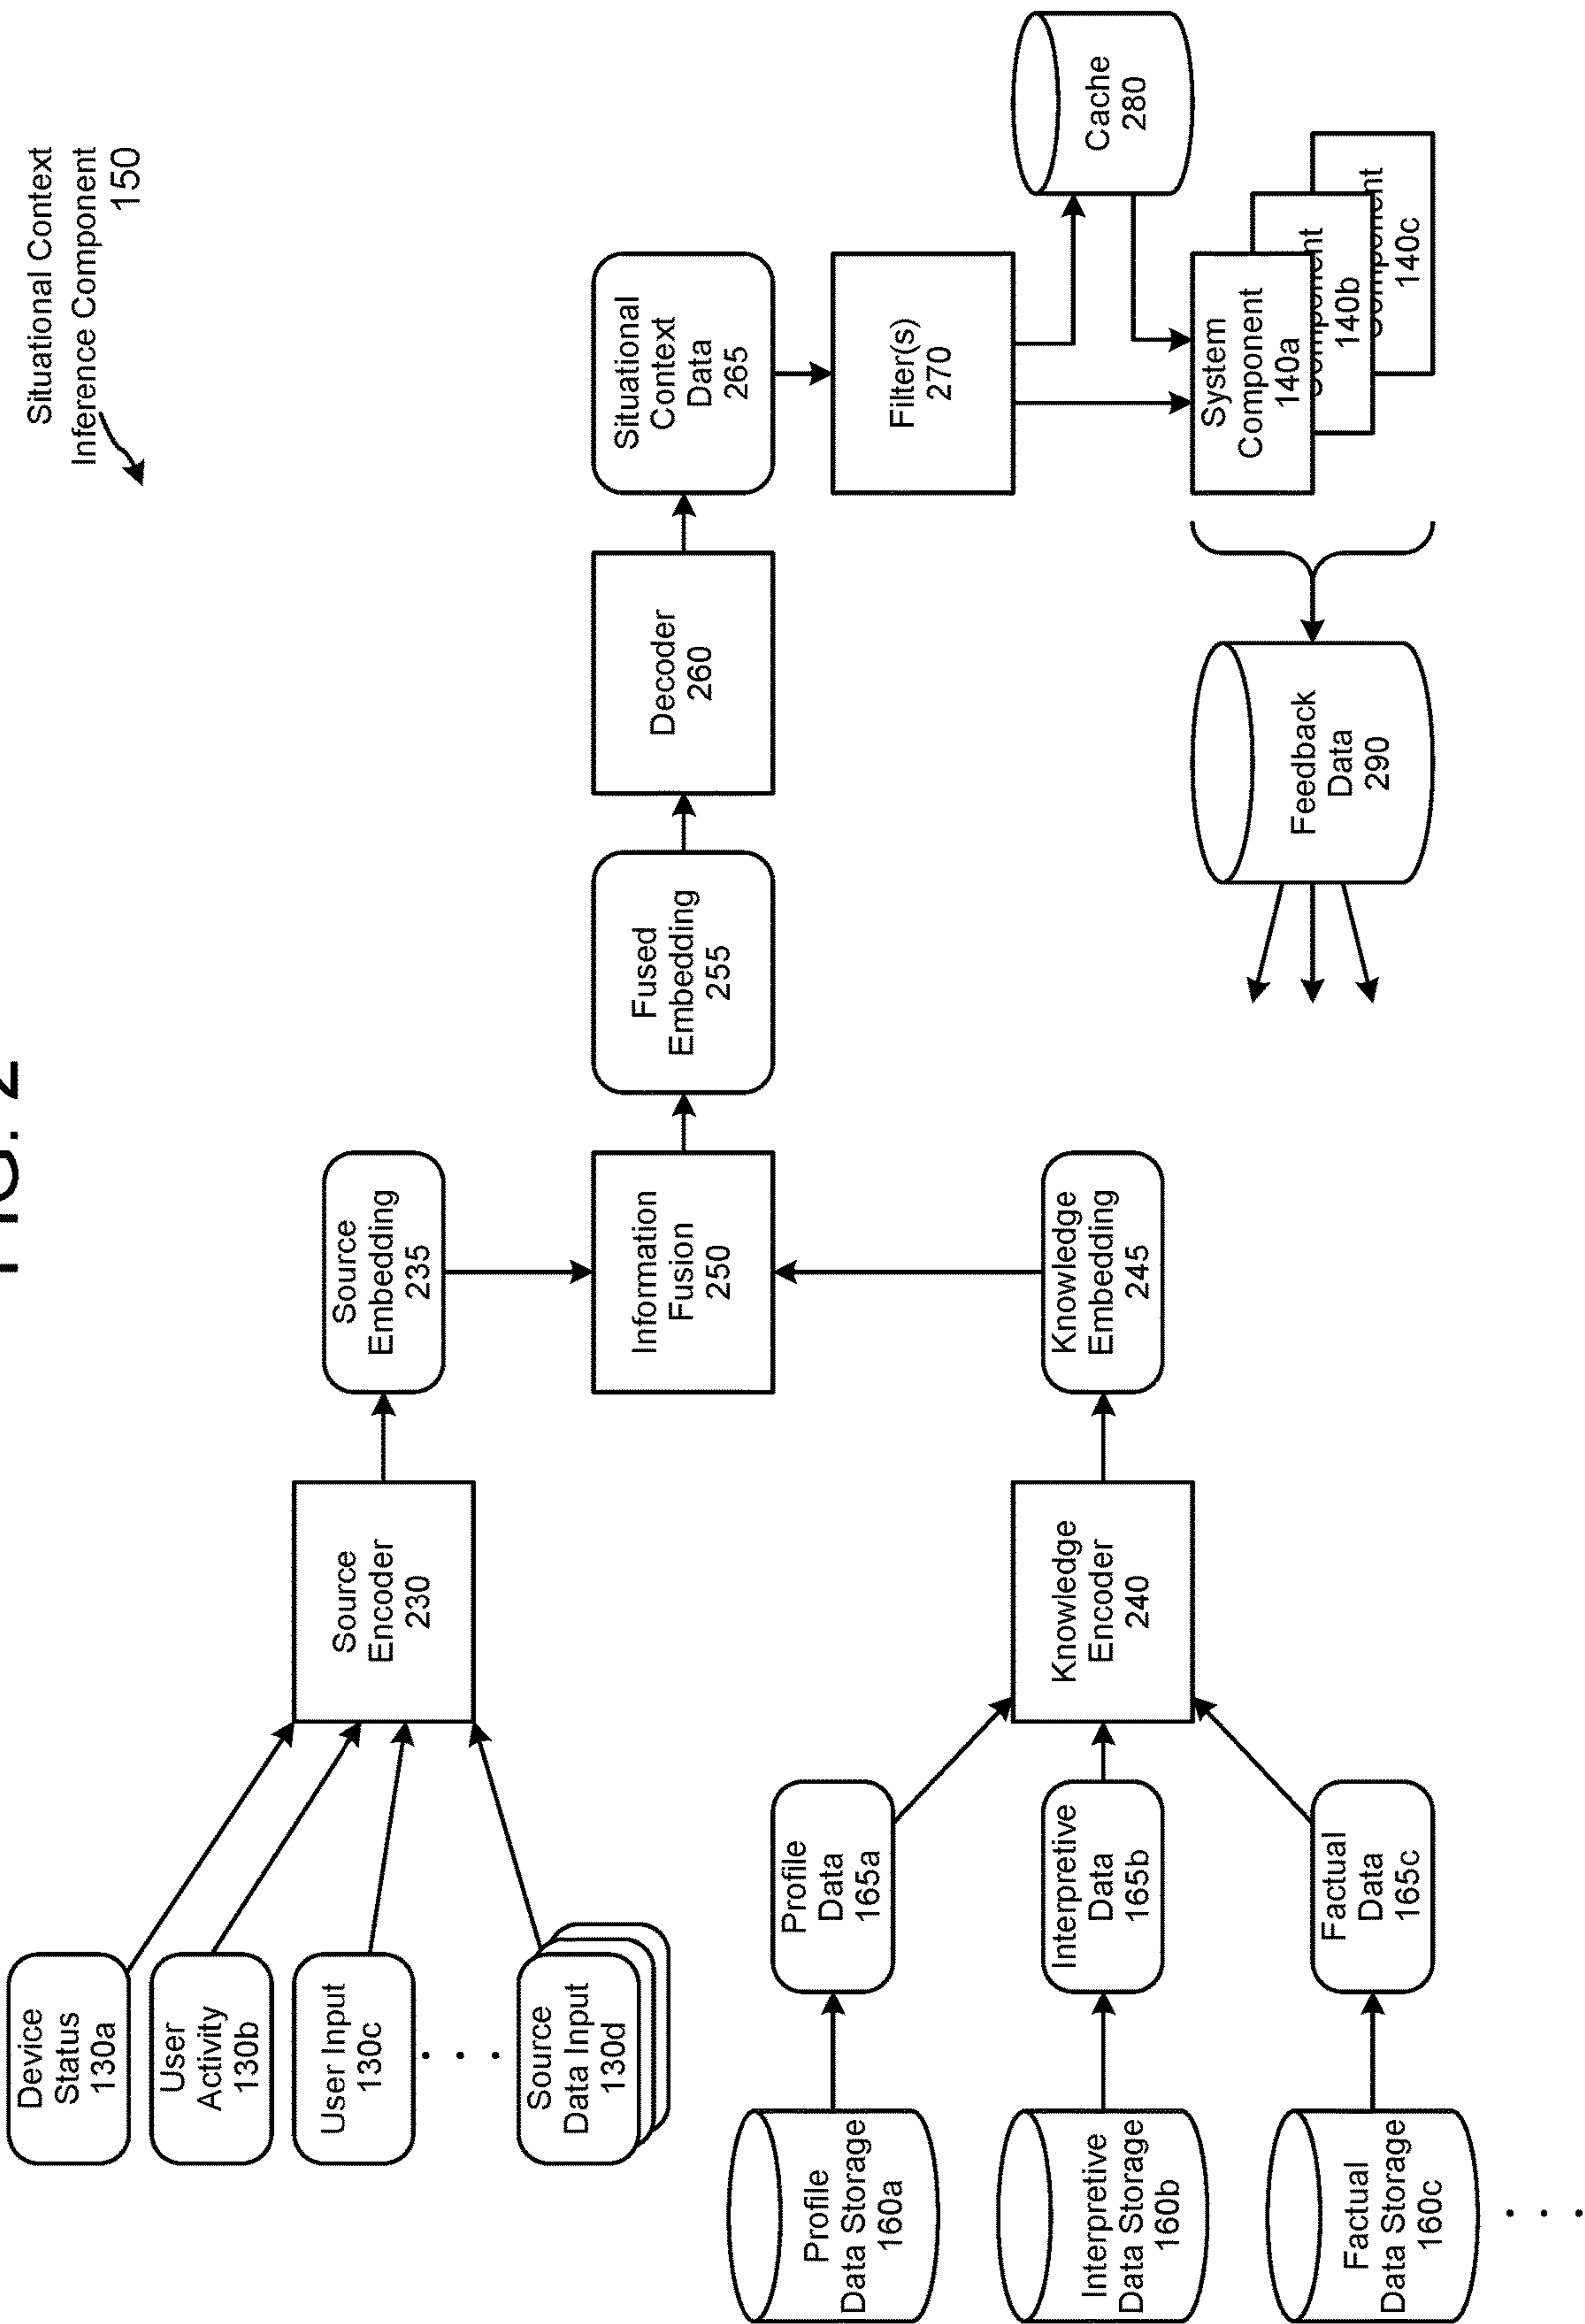 FIG. 2
Situational Context
Inference Component
150
Device
Status
130a
User
Activity
130b
User Input
130c
. . .
Source
Data Input
130d
Source
Encoder
230
Source
Embedding
235
Profile
Data Storage
160a
Profile
Data
165a
Interpretive
Data Storage
160b
Interpretive
Data
165b
Factual
Data Storage
160c
Factual
Data
165c
. . .
Knowledge
Encoder
240
Knowledge
Embedding
245
Information
Fusion
250
Fused
Embedding
255
Decoder
260
Situational
Context
Data
265
Filter(s)
270
Cache
280
System
Component
140a
140b
140c
Feedback
Data
290